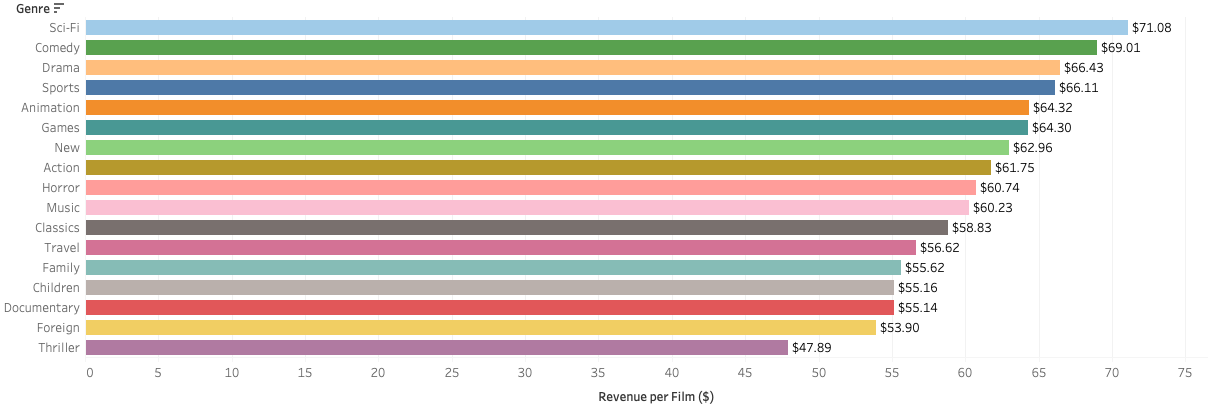 Genre
Sci-Fi $71.08
Comedy $69.01
Drama $66.43
Sports $66.11
Animation $64.32
Games $64.30
New $62.96
Action $61.75
Horror $60.74
Music $60.23
Classics $58.83
Travel $56.62
Family $55.62
Children $55.16
Documentary $55.14
Foreign $53.90
Thriller $47.89
0 5 10 15 20 25 30 35 40 45 50 55 60 65 70 75
Revenue per Film ($)